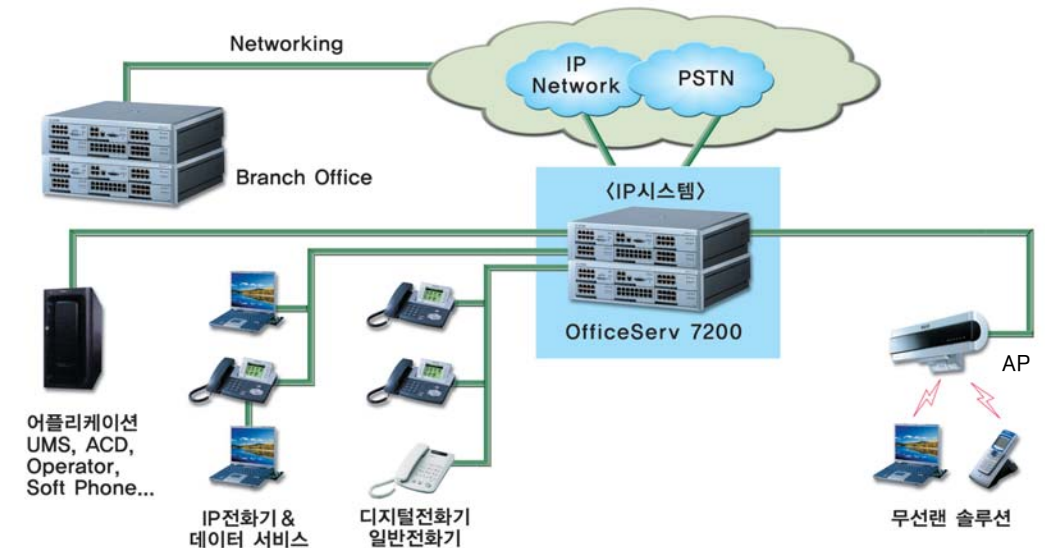 Networking
IP
Network
PSTN
Branch Office
〈IP시스템〉
OfficeServ 7200
AP
어플리케이션
UMS, ACD,
Operator,
Soft Phone...
IP전화기 &
데이터 서비스
디지털전화기
일반전화기
무선랜 솔루션